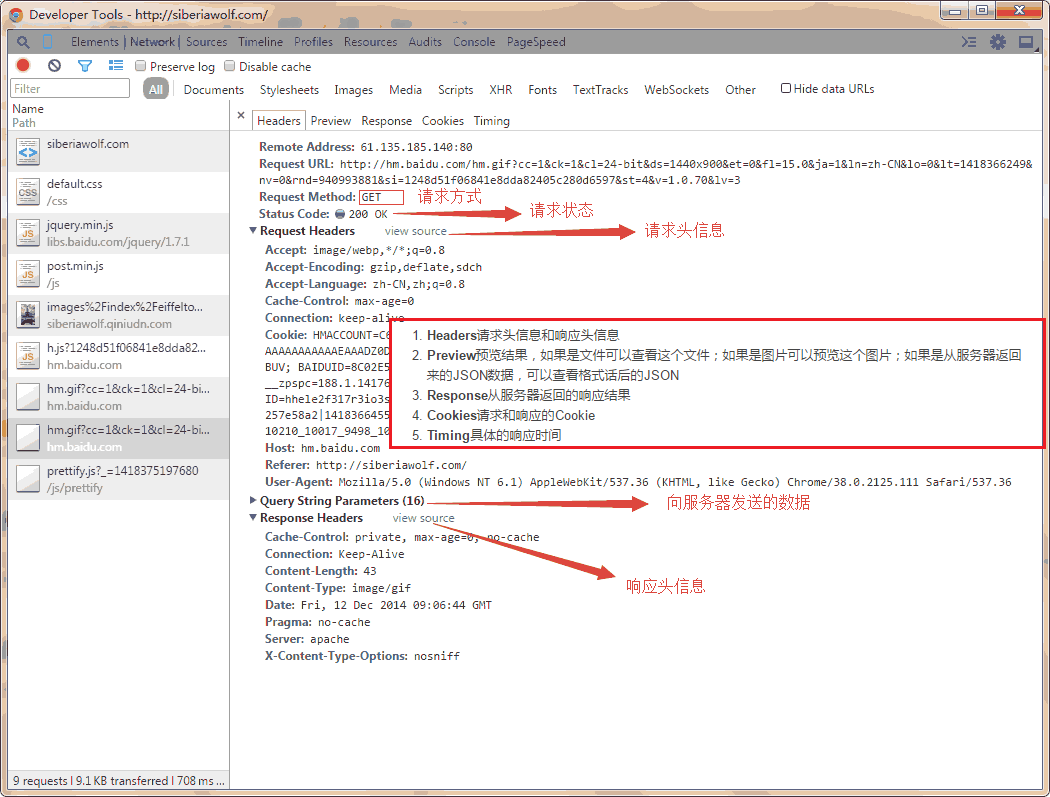 Developer Tools - http://siberiawolf.com/
Elements Network Sources Timeline Profiles Resources Audits Console PageSpeed
Preserve log Disable cache
Filter All Documents Stylesheets Images Media Scripts XHR Fonts TextTracks WebSockets Other Hide data URLs
Name
Path
siberiawolf.com
default.css
/css
jquery.min.js
libs.baidu.com/jquery/1.7.1
post.min.js
/js
images%2Findex%2Feiffelto...
siberiawolf.qiniudn.com
h.js?1248d51f06841e8dda82...
hm.baidu.com
hm.gif?cc=1&ck=1&cl=24-bi...
hm.baidu.com
hm.gif?cc=1&ck=1&cl=24-bi...
hm.baidu.com
prettify.js?_=1418375197680
/js/prettify
9 requests | 9.1 KB transferred | 708 ms ...
× Headers Preview Response Cookies Timing
Remote Address: 61.135.185.140:80
Request URL: http://hm.baidu.com/hm.gif?cc=1&ck=1&cl=24-bit&ds=1440x900&et=0&fl=15.0&ja=1&ln=zh-CN&lo=0&lt=1418366249&
nv=0&rnd=940993881&si=1248d51f06841e8dda82405c280d6597&st=4&v=1.0.70&lv=3
Request Method: GET 请求方式
Status Code: 200 OK 请求状态
Request Headers view source 请求头信息
Accept: image/webp,*/*;q=0.8
Accept-Encoding: gzip,deflate,sdch
Accept-Language: zh-CN,zh;q=0.8
Cache-Control: max-age=0
Connection: keep-alive
Cookie: HMACCOUNT=C6
AAAAAAAAAAAEAAADZ0D
BUV; BAIDUID=8C02E5
__zpspc=188.1.14176
ID=hhe1e2f317r3io3s
257e58a2|1418366455
10210_10017_9498_10
1. Headers请求头信息和响应头信息
2. Preview预览结果，如果是文件可以查看这个文件；如果是图片可以预览这个图片；如果是从服务器返回
来的JSON数据，可以查看格式话后的JSON
3. Response从服务器返回的响应结果
4. Cookies请求和响应的Cookie
5. Timing具体的响应时间
Host: hm.baidu.com
Referer: http://siberiawolf.com/
User-Agent: Mozilla/5.0 (Windows NT 6.1) AppleWebKit/537.36 (KHTML, like Gecko) Chrome/38.0.2125.111 Safari/537.36
Query String Parameters (16) 向服务器发送的数据
Response Headers view source
Cache-Control: private, max-age=0, no-cache
Connection: Keep-Alive
Content-Length: 43
Content-Type: image/gif
响应头信息
Date: Fri, 12 Dec 2014 09:06:44 GMT
Pragma: no-cache
Server: apache
X-Content-Type-Options: nosniff